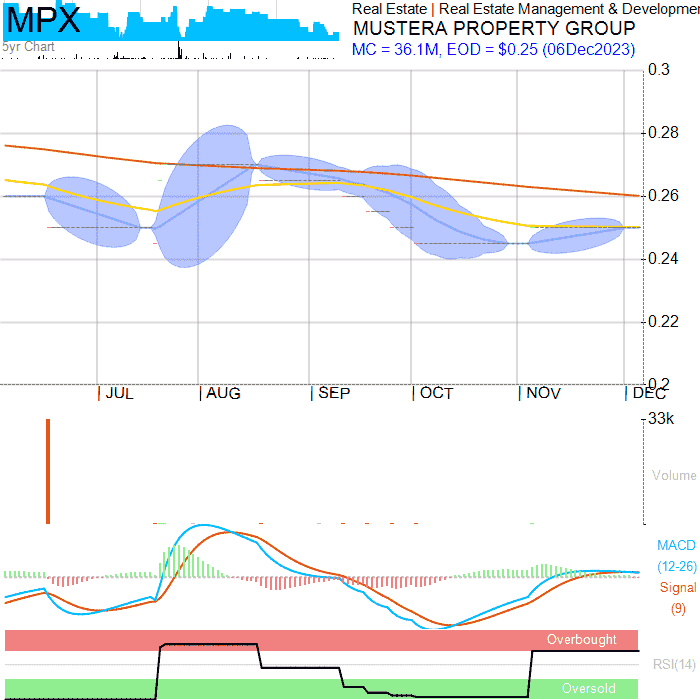 MPX
5yr Chart
Real Estate | Real Estate Management & Developmen
MUSTERA PROPERTY GROUP
MC = 36.1M, EOD = $0.25 (06Dec2023)
0.3
0.28
0.26
0.24
0.22
0.2
JUL AUG SEP OCT NOV DEC
33k
Volume
MACD
(12-26)
Signal
(9)
Overbought
RSI(14)
Oversold